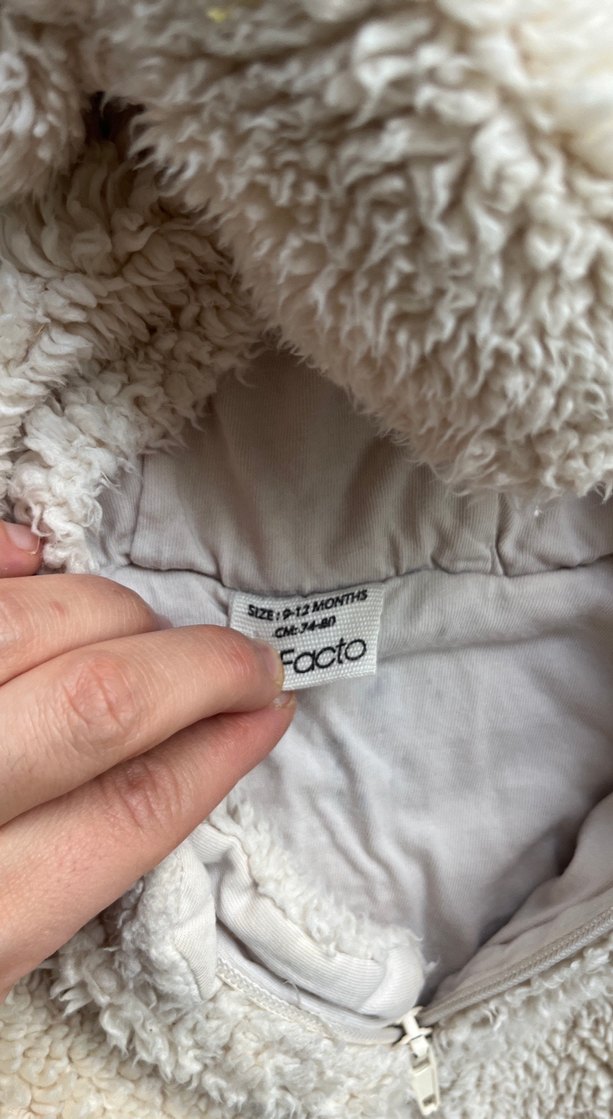 SIZE : 9-12 MONTHS
CM: 74-80
Facto